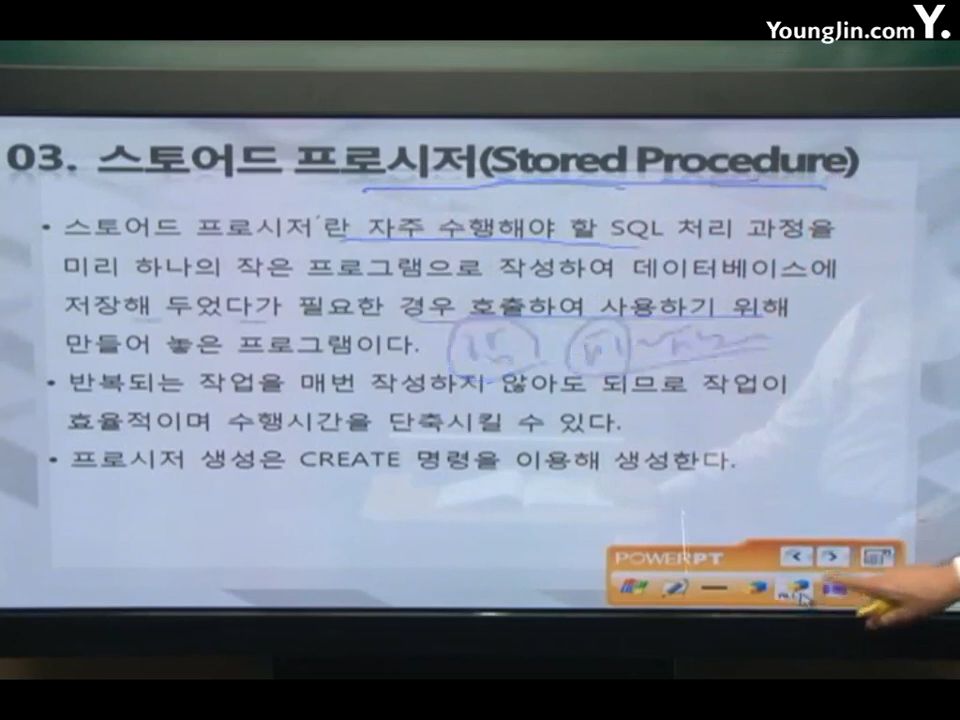 YoungJin.com Y.
03. 스토어드 프로시저(Stored Procedure)
• 스토어드 프로시저'란 자주 수행해야 할 SQL 처리 과정을
미리 하나의 작은 프로그램으로 작성하여 데이터베이스에
저장해 두었다가 필요한 경우 호출하여 사용하기 위해
만들어 놓은 프로그램이다.
• 반복되는 작업을 매번 작성하지 않아도 되므로 작업이
효율적이며 수행시간을 단축시킬 수 있다.
• 프로시저 생성은 CREATE 명령을 이용해 생성한다.
POWERPT